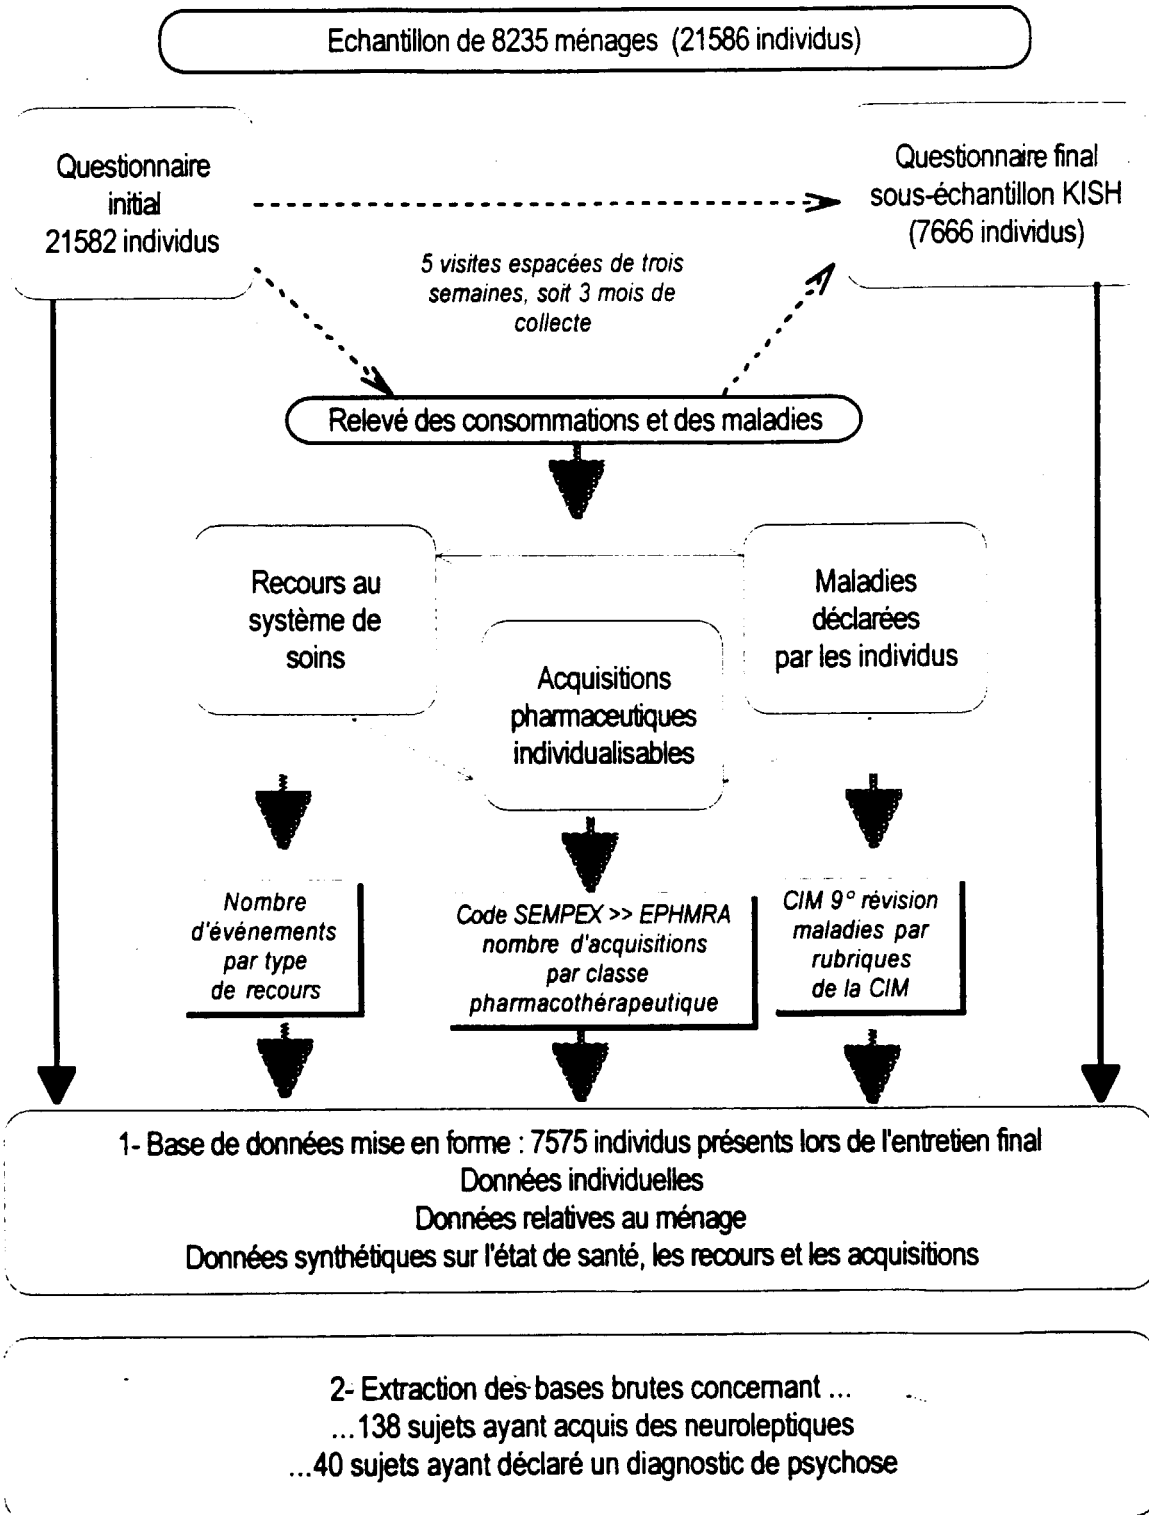 Echantillon de 8235 ménages (21586 individus)
Questionnaire
initial
21582 individus
Questionnaire final
sous-échantillon KISH
(7666 individus)
5 visites espacées de trois
semaines, soit 3 mois de
collecte
Relevé des consommations et des maladies
Recours au
système de
soins
Acquisitions
pharmaceutiques
individualisables
Maladies
déclarées
par les individus
Nombre
d'événements
par type
de recours
Code SEMPEX >> EPHMRA
nombre d'acquisitions
par classe
pharmacothérapeutique
CIM 9° révision
maladies par
rubriques
de la CIM
1- Base de données mise en forme : 7575 individus présents lors de l'entretien final
Données individuelles
Données relatives au ménage
Données synthétiques sur l'état de santé, les recours et les acquisitions
2- Extraction des bases brutes concernant ...
...138 sujets ayant acquis des neuroleptiques
...40 sujets ayant déclaré un diagnostic de psychose